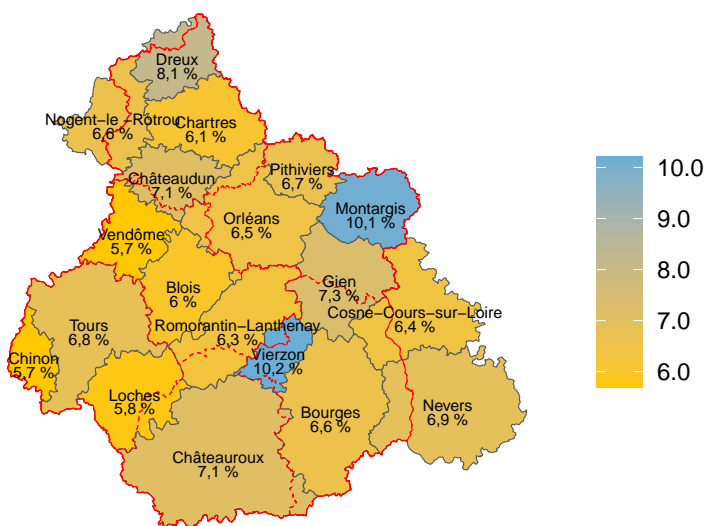 Dreux
8,1 %
Nogent−le −Rotrou
6,6 %
Chartres
6,1 %
Châteaudun
7,1 %
Pithiviers
6,7 %
Montargis
10,1 %
Orléans
6,5 %
Vendôme
5,7 %
Blois
6 %
Gien
7,3 %
Cosne−Cours−sur−Loire
6,4 %
Tours
6,8 %
Romorantin−Lanthenay
6,3 %
Chinon
5,7 %
Vierzon
10,2 %
Loches
5,8 %
Bourges
6,6 %
Nevers
6,9 %
Châteauroux
7,1 %
10.0
9.0
8.0
7.0
6.0